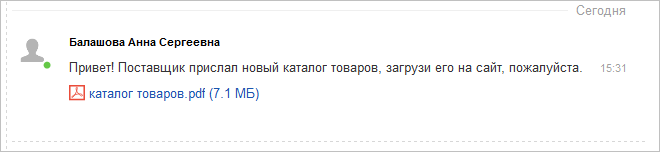 Сегодня
Балашова Анна Сергеевна
Привет! Поставщик прислал новый каталог товаров, загрузи его на сайт, пожалуйста. 15:31
каталог товаров.pdf (7.1 МБ)